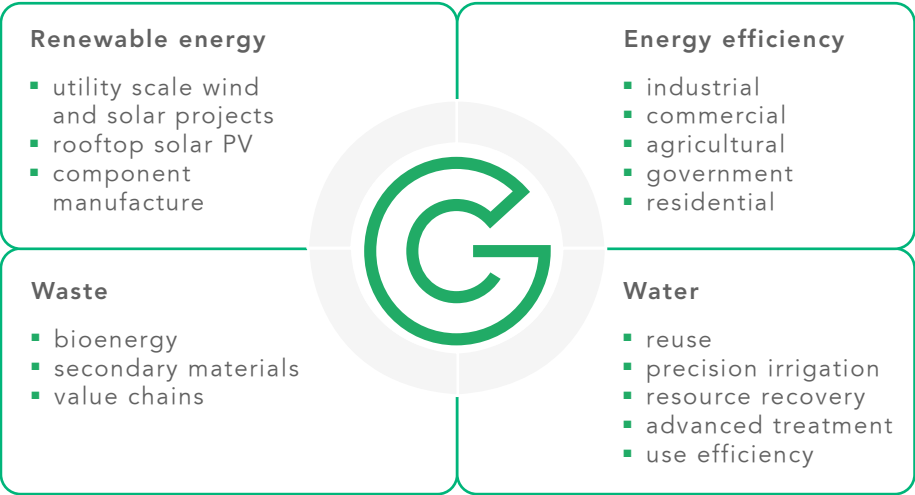 Renewable energy
utility scale wind
and solar projects
rooftop solar PV
component
manufacture
Energy efficiency
industrial
commercial
agricultural
government
residential
Waste
bioenergy
secondary materials
value chains
Water
reuse
precision irrigation
resource recovery
advanced treatment
use efficiency